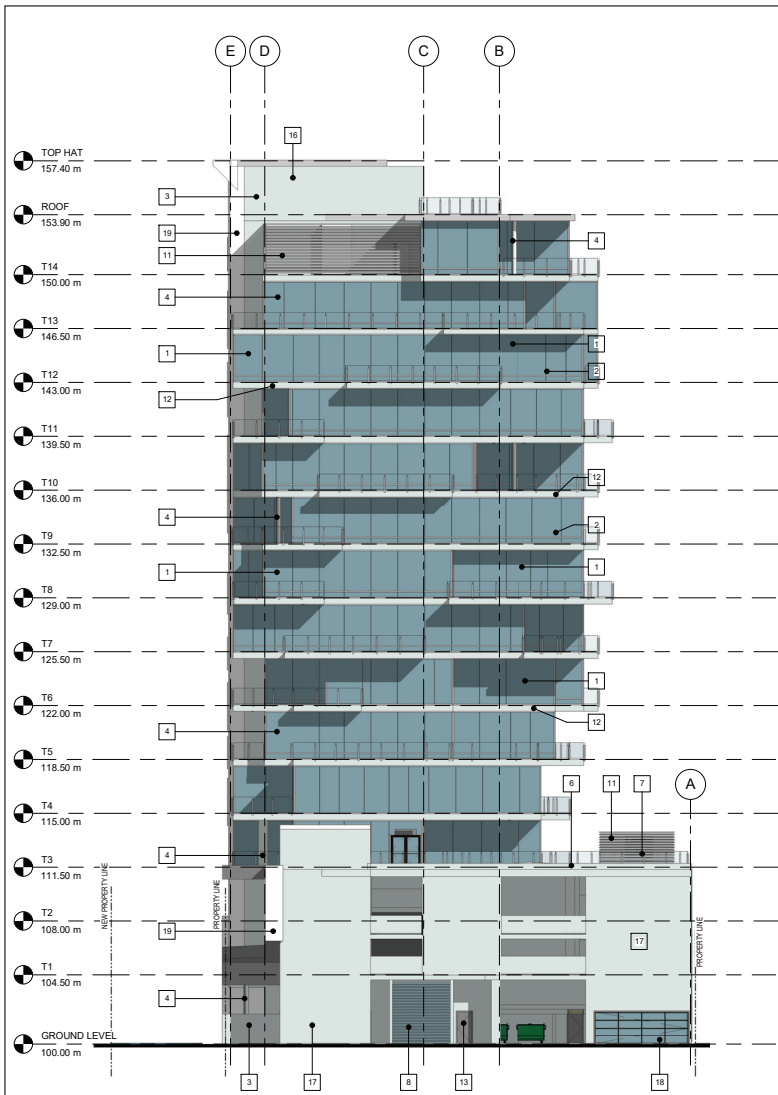 E D C B
16
TOP HAT
157.40 m
3
ROOF
153.90 m
19
4
11
T14
150.00 m
4
T13
146.50 m
1
1
2
T12
143.00 m
12
T11
139.50 m
T10
136.00 m
12
4
2
T9
132.50 m
1
1
T8
129.00 m
T7
125.50 m
1
T6
122.00 m
12
4
T5
118.50 m
6 11 7 A
T4
115.00 m
4
T3
111.50 m
NEW PROPERTY LINE
PROPERTY LINE
PROPERTY LINE
T2
108.00 m
19
17
T1
104.50 m
4
GROUND LEVEL
100.00 m
3 17 8 13 18